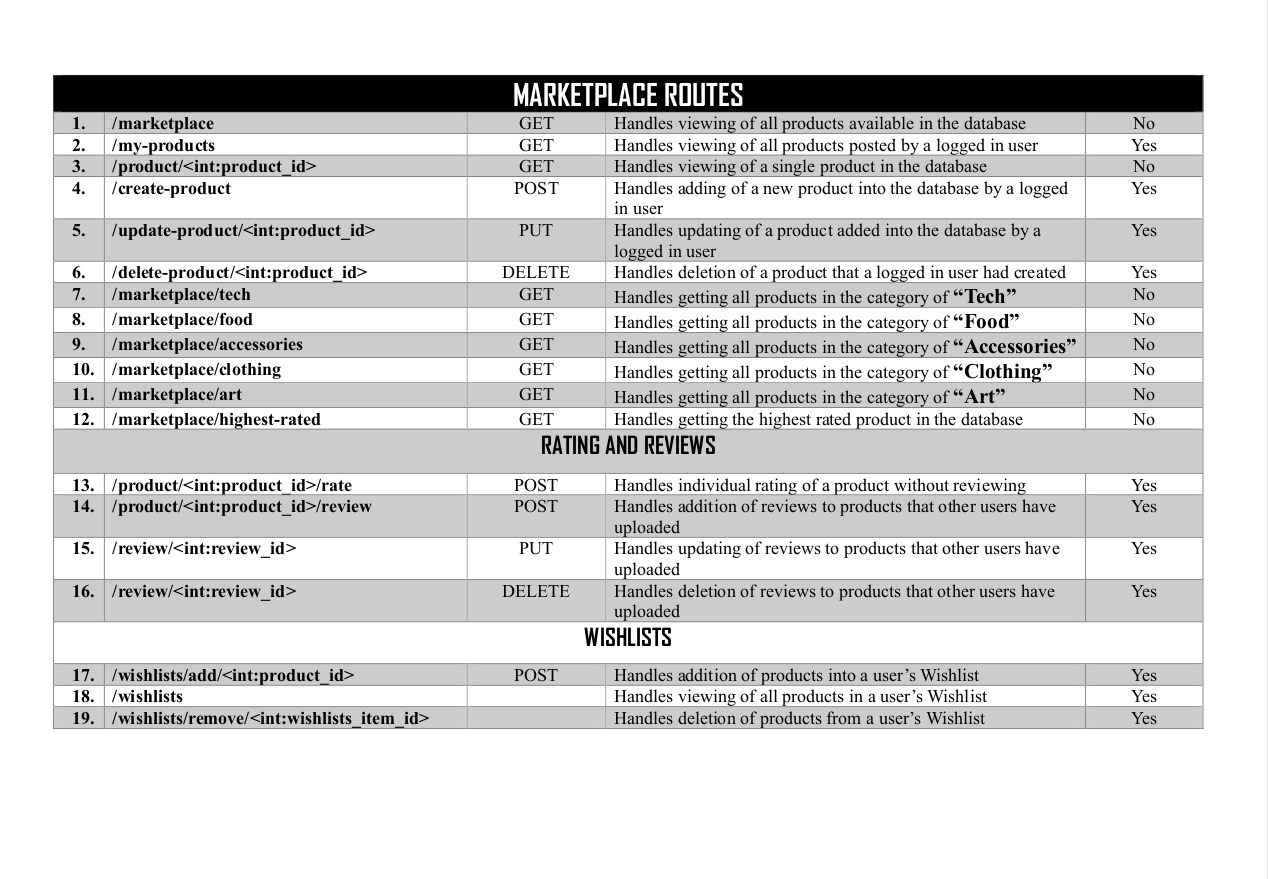 MARKETPLACE ROUTES
1. /marketplace GET Handles viewing of all products available in the database No
2. /my-products GET Handles viewing of all products posted by a logged in user Yes
3. /product/<int:product_id> GET Handles viewing of a single product in the database No
4. /create-product POST Handles adding of a new product into the database by a logged Yes
in user
5. /update-product/<int:product_id> PUT Handles updating of a product added into the database by a Yes
logged in user
6. /delete-product/<int:product_id> DELETE Handles deletion of a product that a logged in user had created Yes
7. /marketplace/tech GET Handles getting all products in the category of “Tech” No
8. /marketplace/food GET Handles getting all products in the category of “Food” No
9. /marketplace/accessories GET Handles getting all products in the category of “Accessories” No
10. /marketplace/clothing GET Handles getting all products in the category of “Clothing” No
11. /marketplace/art GET Handles getting all products in the category of “Art” No
12. /marketplace/highest-rated GET Handles getting the highest rated product in the database No
RATING AND REVIEWS
13. /product/<int:product_id>/rate POST Handles individual rating of a product without reviewing Yes
14. /product/<int:product_id>/review POST Handles addition of reviews to products that other users have Yes
uploaded
15. /review/<int:review_id> PUT Handles updating of reviews to products that other users have Yes
uploaded
16. /review/<int:review_id> DELETE Handles deletion of reviews to products that other users have Yes
uploaded
WISHLISTS
17. /wishlists/add/<int:product_id> POST Handles addition of products into a user’s Wishlist Yes
18. /wishlists Handles viewing of all products in a user’s Wishlist Yes
19. /wishlists/remove/<int:wishlists_item_id> Handles deletion of products from a user’s Wishlist Yes